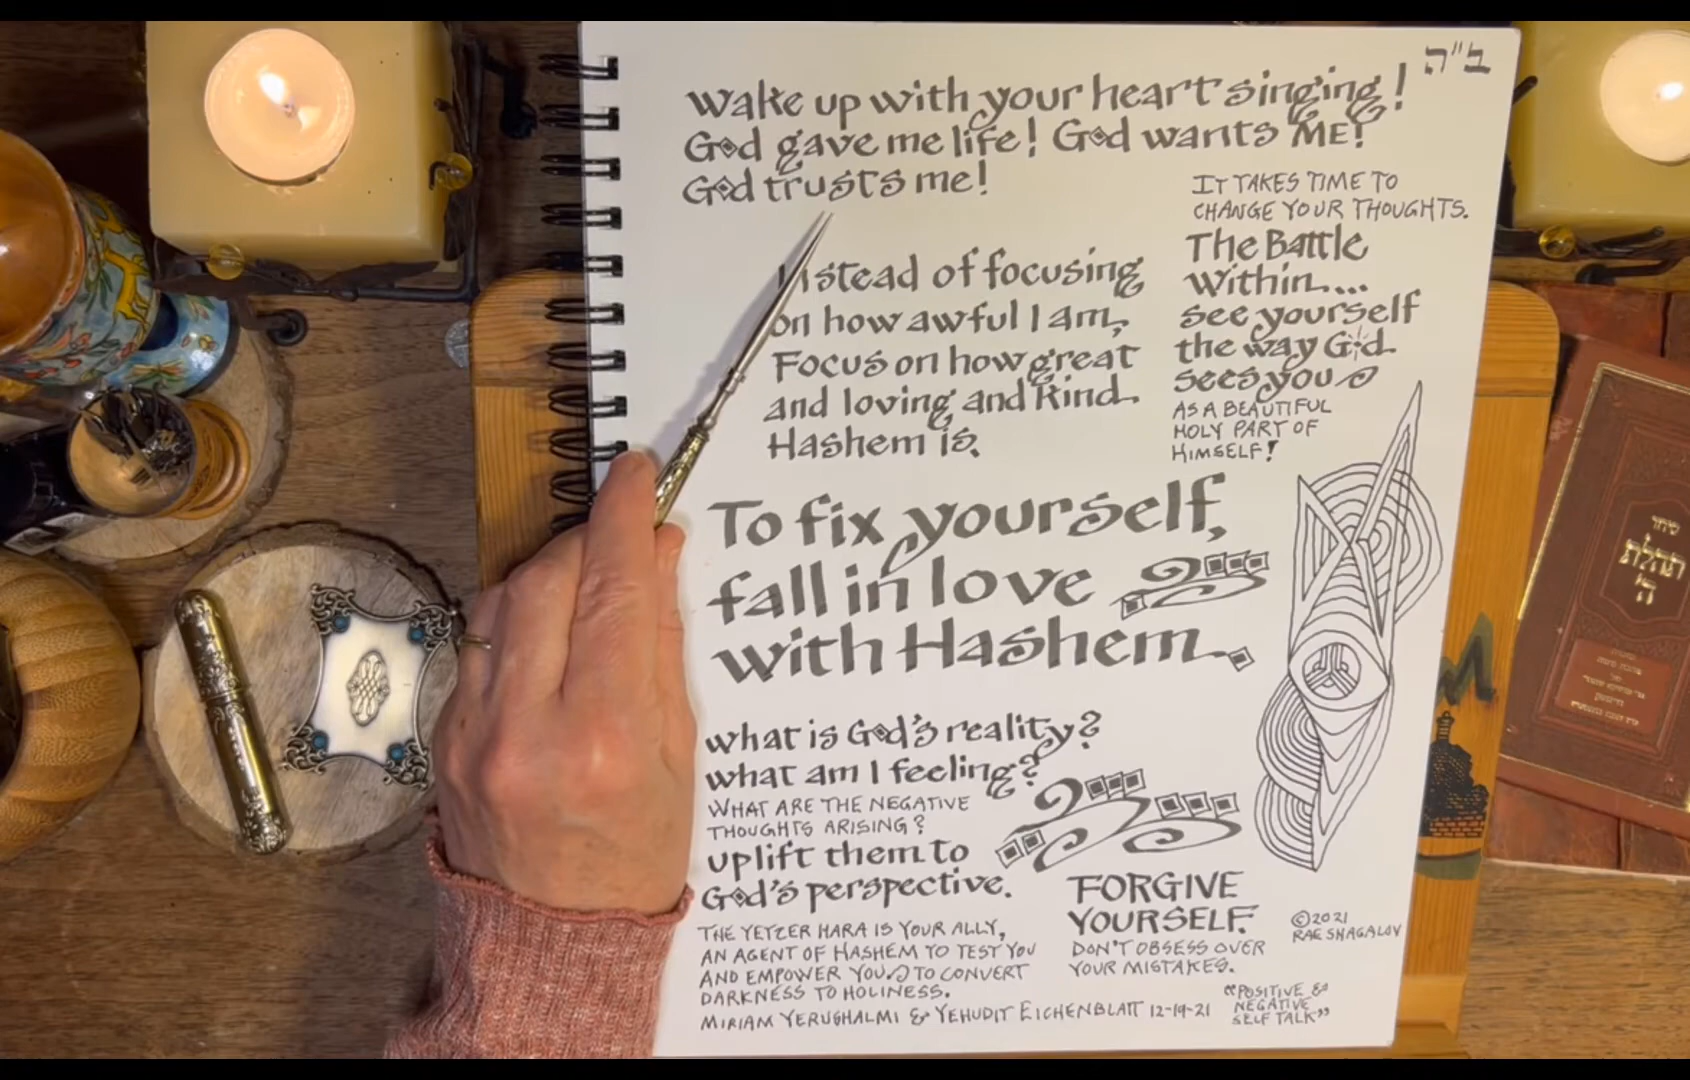 ב"ה
Wake up with your heart singing!
God gave me life! God wants ME!
God trusts me!
IT TAKES TIME TO
CHANGE YOUR THOUGHTS.
The Battle
within...
see yourself
the way God
sees you
AS A BEAUTIFUL
HOLY PART OF
HIMSELF!
Instead of focusing
on how awful I am,
Focus on how great
and loving and kind
Hashem is.
To fix yourself,
fall in love
with Hashem.
what is God's reality?
what am I feeling?
WHAT ARE THE NEGATIVE
THOUGHTS ARISING?
uplift them to
God's perspective.
THE YETZER HARA IS YOUR ALLY,
AN AGENT OF HASHEM TO TEST YOU
AND EMPOWER YOU TO CONVERT
DARKNESS TO HOLINESS.
FORGIVE
YOURSELF.
DON'T OBSESS OVER
YOUR MISTAKES.
©2021
RAE SHAGALOV
MIRIAM YERUSHALMI & YEHUDIT EICHENBLATT 12-19-21
"POSITIVE &
NEGATIVE
SELF TALK"
תהלת
ה'